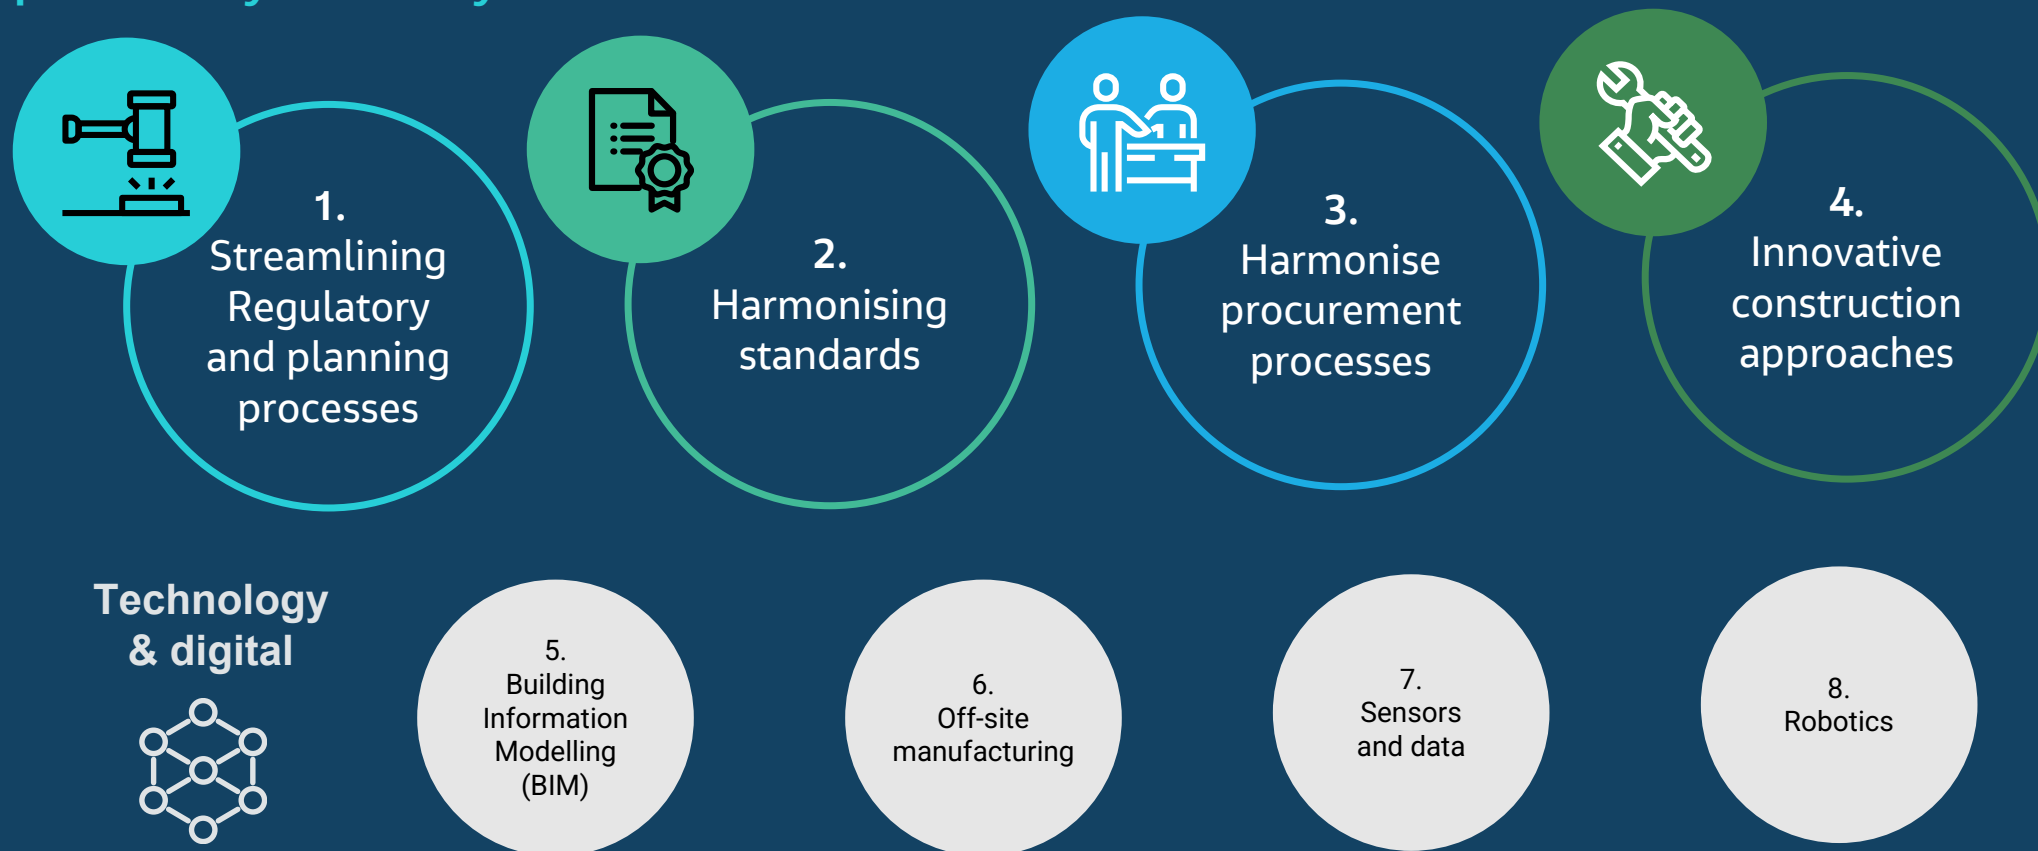 1.
Streamlining
Regulatory
and planning
processes
2.
Harmonising
standards
3.
Harmonise
procurement
processes
4.
Innovative
construction
approaches
Technology
& digital
5.
Building
Information
Modelling
(BIM)
6.
Off-site
manufacturing
7.
Sensors
and data
8.
Robotics